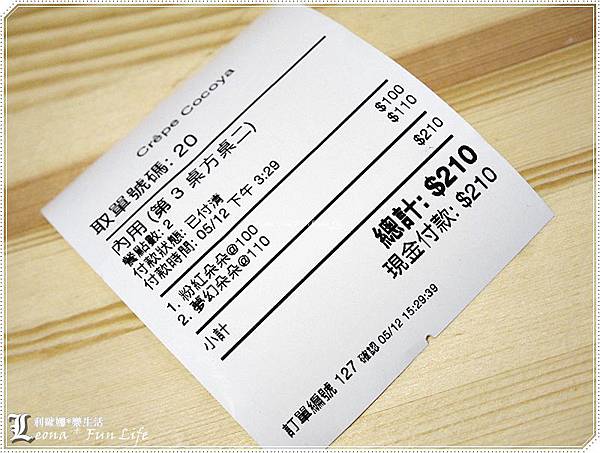 Crêpe Cocoya
取單號碼: 20
內用 (第 3 桌方桌二)
餐點數: 2
付款狀態: 已付清
付款時間: 05/12 下午 3:29
1. 粉紅朵朵@100 $100
2. 夢幻朵朵@110 $110
小計 $210
總計: $210
現金付款: $210
訂單編號 127 確認 05/12 15:29:39
利歐娜*樂生活
Leona* Fun Life